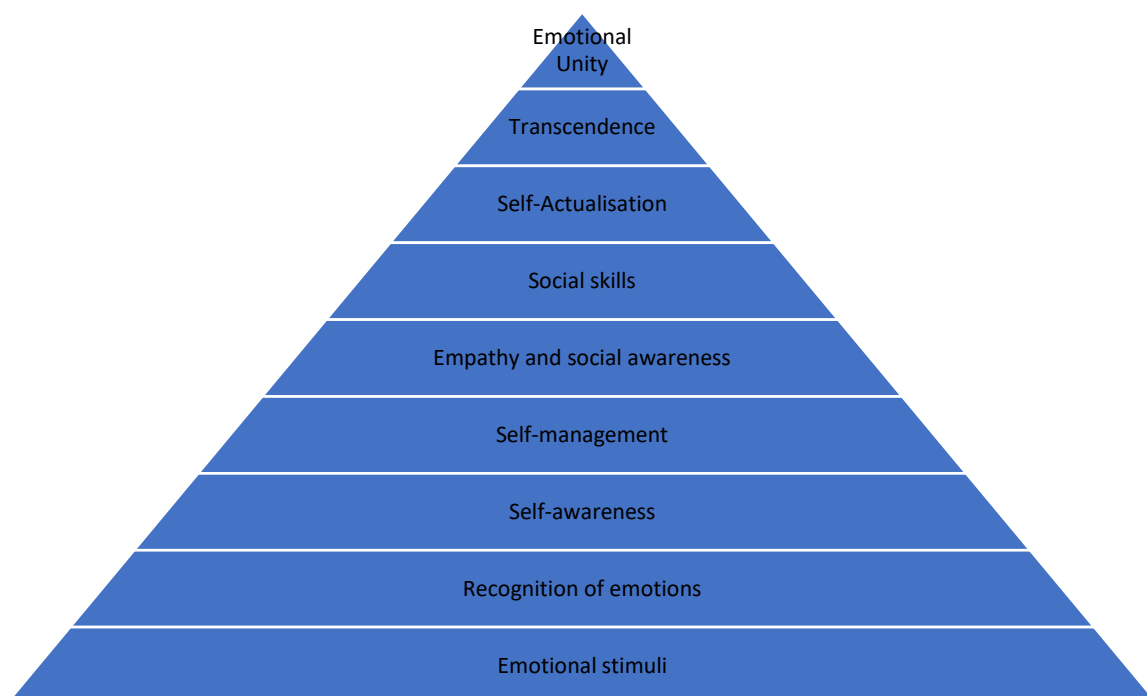 Emotional
Unity
Transcendence
Self-Actualisation
Social skills
Empathy and social awareness
Self-management
Self-awareness
Recognition of emotions
Emotional stimuli